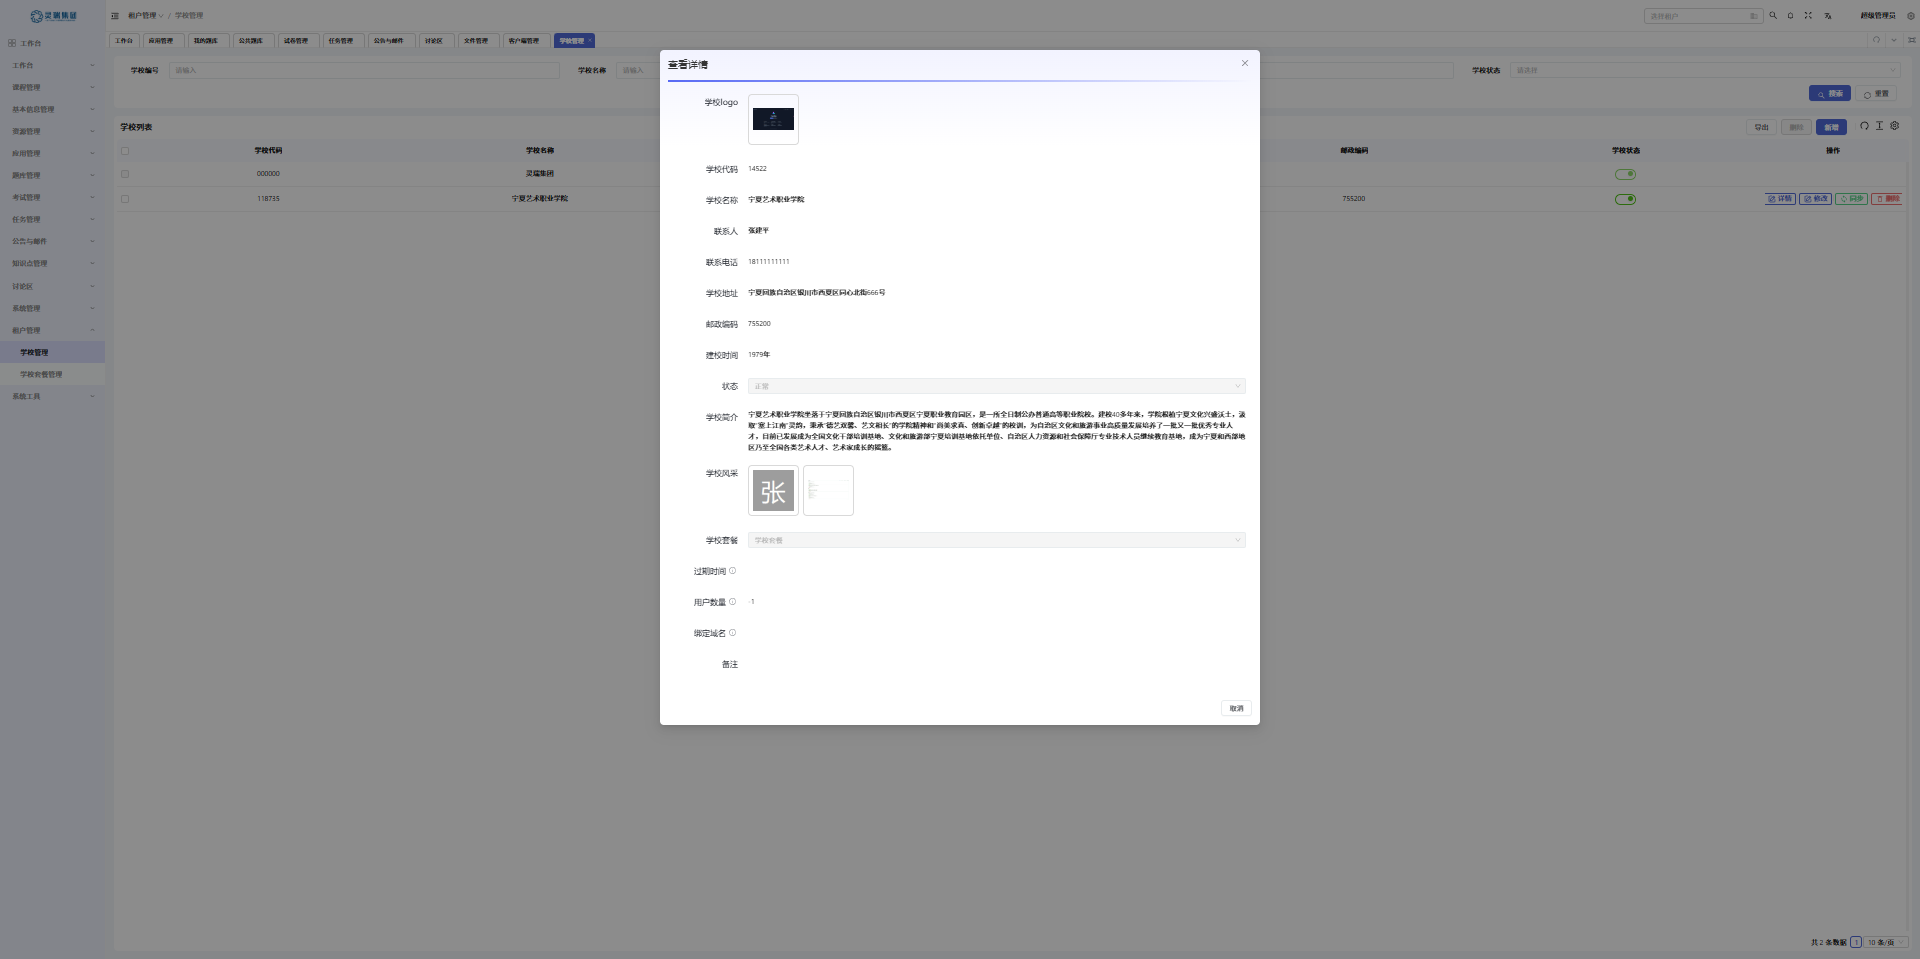 灵瑞集团
租户管理 / 学校管理
选择租户
超级管理员
工作台
应用管理
我的题库
公共题库
试卷管理
任务管理
公告与邮件
讨论区
文件管理
客户端管理
学校管理
工作台
工作台
课程管理
基本信息管理
资源管理
应用管理
题库管理
考试管理
任务管理
公告与邮件
知识点管理
讨论区
系统管理
租户管理
学校管理
学校套餐管理
系统工具
学校编号 请输入
学校名称 请输入
学校状态 请选择
搜索 重置
学校列表
导出 删除 新增
学校代码 学校名称 邮政编码 学校状态 操作
000000 灵瑞集团
118735 宁夏艺术职业学院 755200 详情 修改 同步 删除
查看详情
学校logo
学校代码 14522
学校名称 宁夏艺术职业学院
联系人 张建平
联系电话 18111111111
学校地址 宁夏回族自治区银川市西夏区同心北街666号
邮政编码 755200
建校时间 1979年
状态 正常
学校简介 宁夏艺术职业学院坐落于宁夏回族自治区银川市西夏区宁夏职业教育园区，是一所全日制公办普通高等职业院校。建校40多年来，学院根植宁夏文化兴盛沃土，汲
取"塞上江南"灵韵，秉承"德艺双馨、艺文相长"的学院精神和"尚美求真、创新卓越"的校训，为自治区文化和旅游事业高质量发展培养了一批又一批优秀专业人
才，目前已发展成为全国文化干部培训基地、文化和旅游部宁夏培训基地依托单位、自治区人力资源和社会保障厅专业技术人员继续教育基地，成为宁夏和西部地
区乃至全国各类艺术人才、艺术家成长的摇篮。
学校风采 张
学校套餐 学校套餐
过期时间
用户数量 -1
绑定域名
备注
取消
共 2 条数据 1 10 条/页